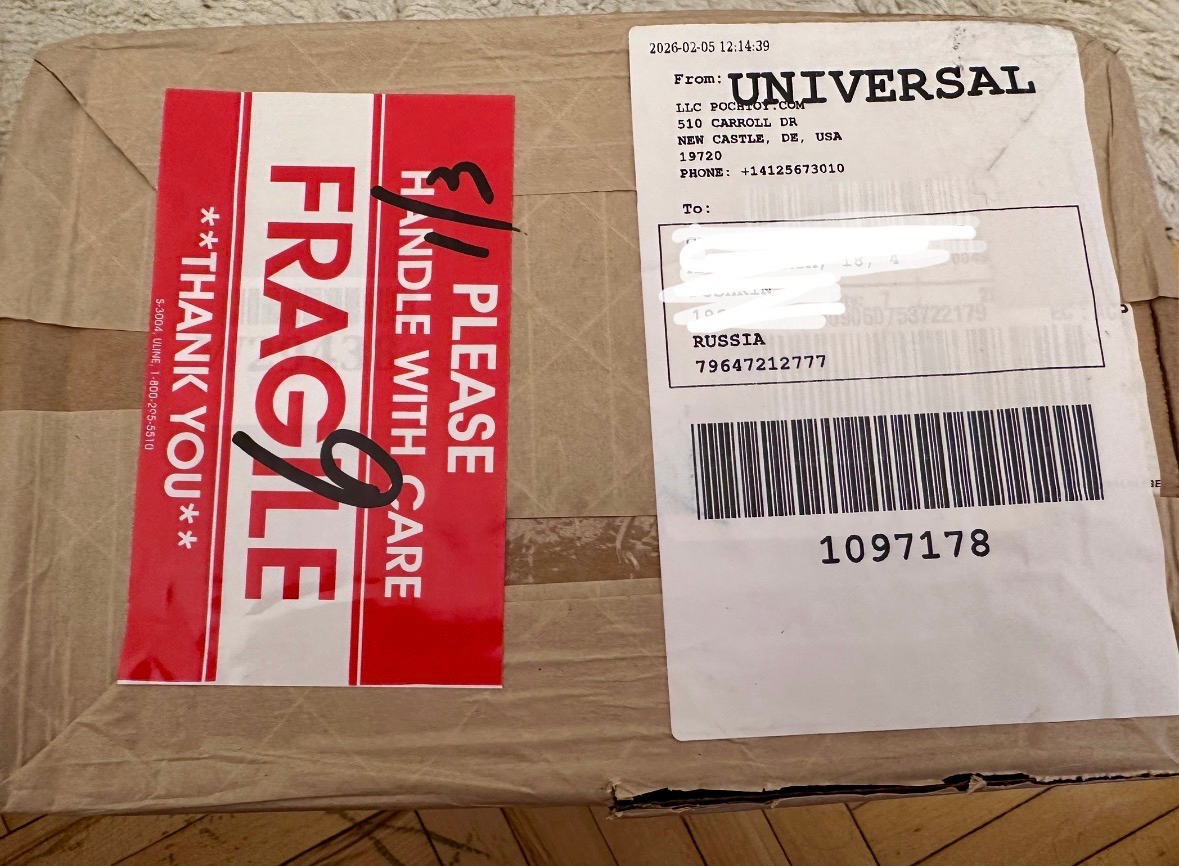 2026-02-05 12:14:39
From: UNIVERSAL
LLC POCHTOY.COM
510 CARROLL DR
NEW CASTLE, DE, USA
19720
PHONE: +14125673010
To:
RUSSIA
79647212777
1097178
PLEASE
HANDLE WITH CARE
FRAGILE
**THANK YOU**
S-3004, ULINE, 1-800-295-5510
1/3
9